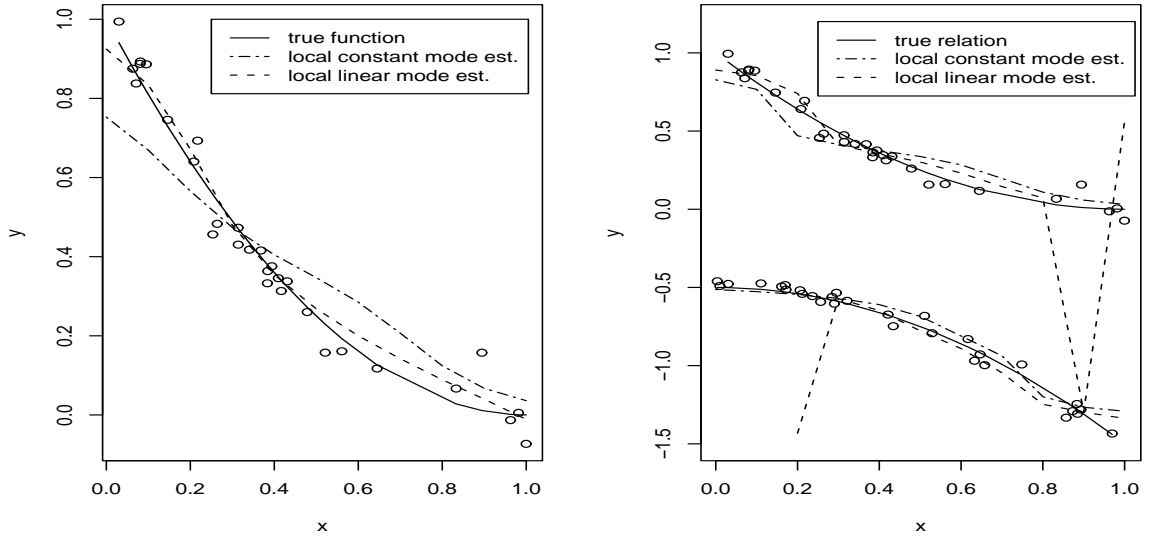 true function
local constant mode est.
local linear mode est.
y
0.0 0.2 0.4 0.6 0.8 1.0
0.0 0.2 0.4 0.6 0.8 1.0
x
true relation
local constant mode est.
local linear mode est.
y
−1.5 −1.0 −0.5 0.0 0.5 1.0
0.0 0.2 0.4 0.6 0.8 1.0
x